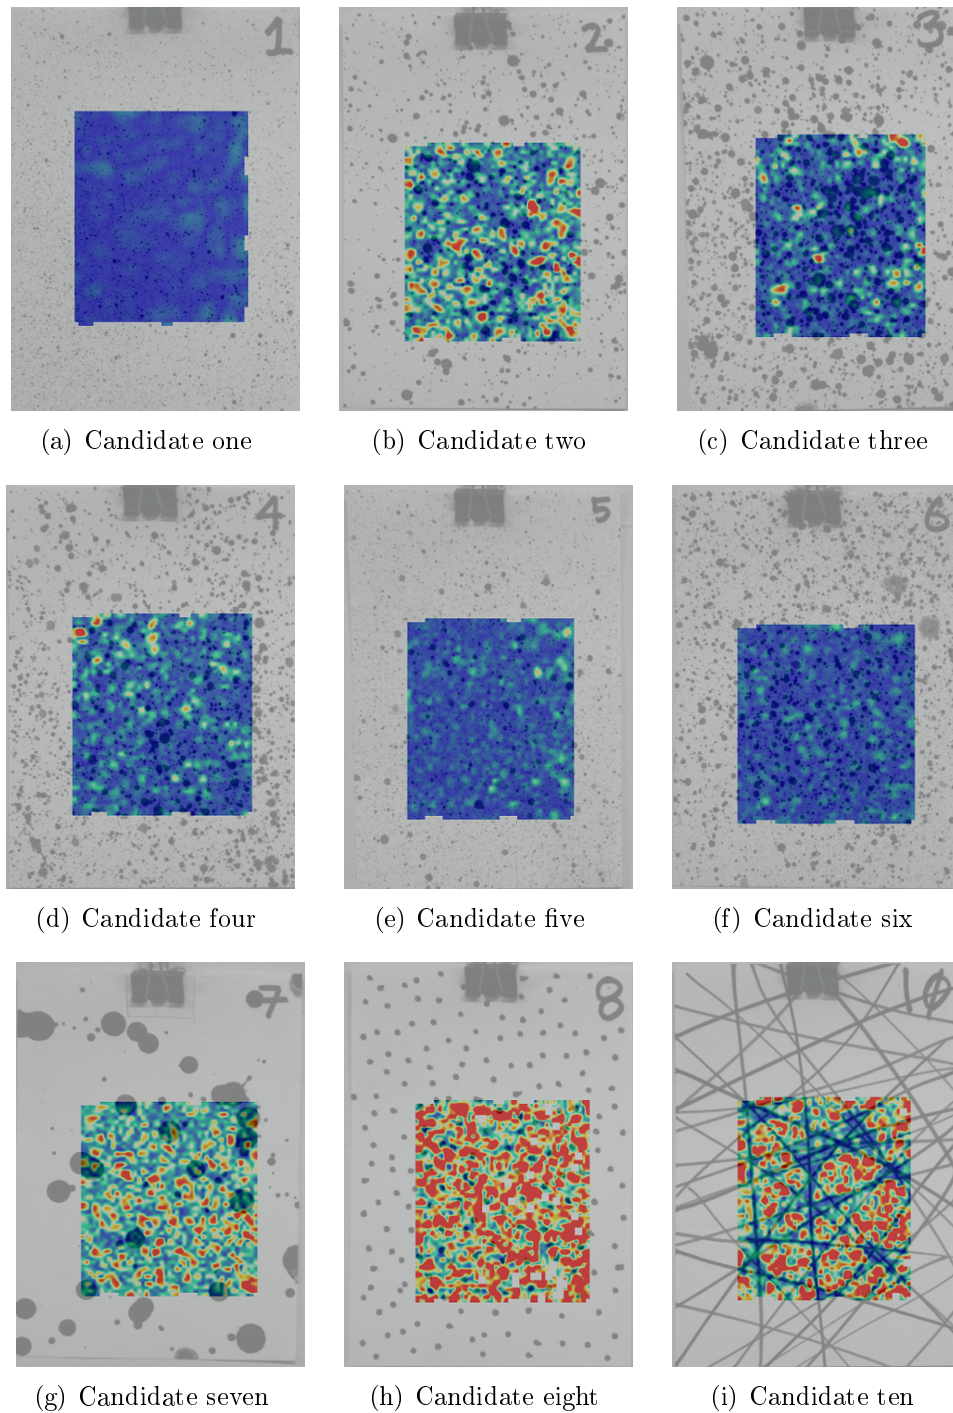 1
2
3
(a) Candidate one
(b) Candidate two
(c) Candidate three
4
5
6
(d) Candidate four
(e) Candidate five
(f) Candidate six
7
8
10
(g) Candidate seven
(h) Candidate eight
(i) Candidate ten